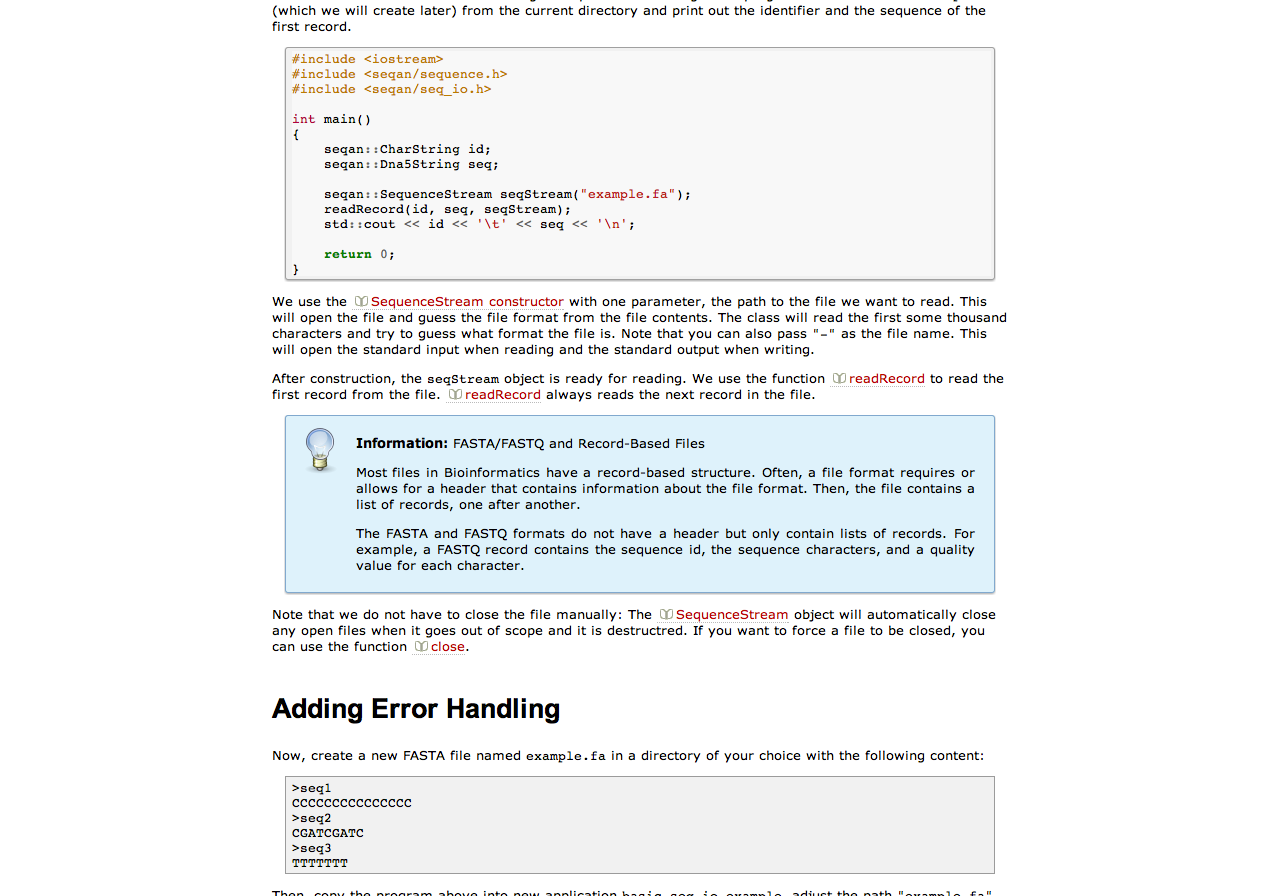 (which we will create later) from the current directory and print out the identifier and the sequence of the
first record.
#include <iostream>
#include <seqan/sequence.h>
#include <seqan/seq_io.h>
int main()
{
    seqan::CharString id;
    seqan::Dna5String seq;
    seqan::SequenceStream seqStream("example.fa");
    readRecord(id, seq, seqStream);
    std::cout << id << '\t' << seq << '\n';
    return 0;
}
We use the SequenceStream constructor with one parameter, the path to the file we want to read. This
will open the file and guess the file format from the file contents. The class will read the first some thousand
characters and try to guess what format the file is. Note that you can also pass "-" as the file name. This
will open the standard input when reading and the standard output when writing.
After construction, the seqStream object is ready for reading. We use the function readRecord to read the
first record from the file. readRecord always reads the next record in the file.
Information: FASTA/FASTQ and Record-Based Files
Most files in Bioinformatics have a record-based structure. Often, a file format requires or
allows for a header that contains information about the file format. Then, the file contains a
list of records, one after another.
The FASTA and FASTQ formats do not have a header but only contain lists of records. For
example, a FASTQ record contains the sequence id, the sequence characters, and a quality
value for each character.
Note that we do not have to close the file manually: The SequenceStream object will automatically close
any open files when it goes out of scope and it is destructred. If you want to force a file to be closed, you
can use the function close.
Adding Error Handling
Now, create a new FASTA file named example.fa in a directory of your choice with the following content:
>seq1
CCCCCCCCCCCCCCC
>seq2
CGATCGATC
>seq3
TTTTTTT
Then, copy the program above into new application basic_seq_io_example, adjust the path "example.fa"